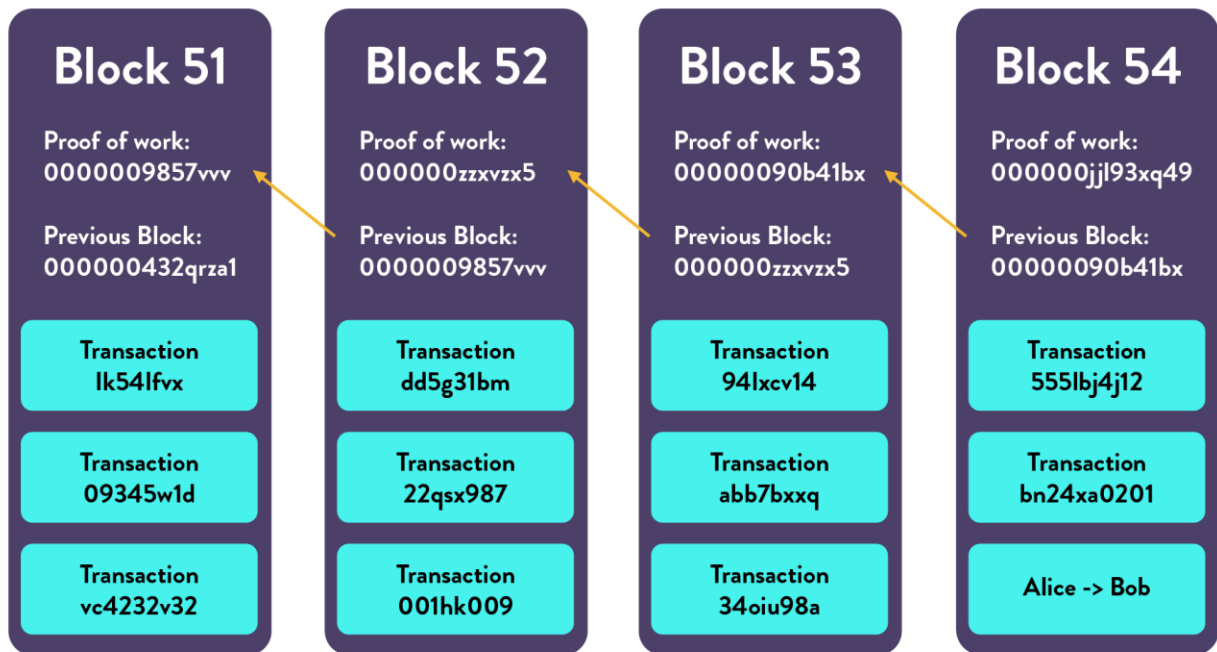 Block 51
Proof of work:
0000009857vvv
Previous Block:
000000432qrza1
Transaction
lk54lfvx
Transaction
09345w1d
Transaction
vc4232v32
Block 52
Proof of work:
000000zzxvzx5
Previous Block:
0000009857vvv
Transaction
dd5g31bm
Transaction
22qsx987
Transaction
001hk009
Block 53
Proof of work:
00000090b41bx
Previous Block:
000000zzxvzx5
Transaction
94lxcv14
Transaction
abb7bxxq
Transaction
34oiu98a
Block 54
Proof of work:
000000jjl93xq49
Previous Block:
00000090b41bx
Transaction
555lbj4j12
Transaction
bn24xa0201
Alice -> Bob